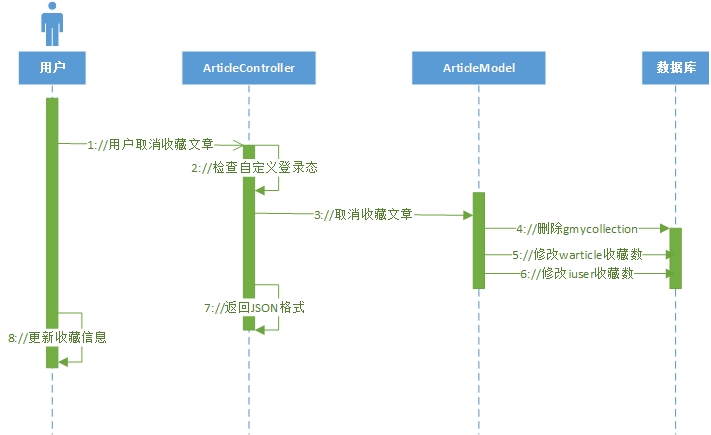 用户
ArticleController
ArticleModel
数据库
1://用户取消收藏文章
2://检查自定义登录态
3://取消收藏文章
4://删除gmycollection
5://修改warticle收藏数
6://修改iuser收藏数
7://返回JSON格式
8://更新收藏信息